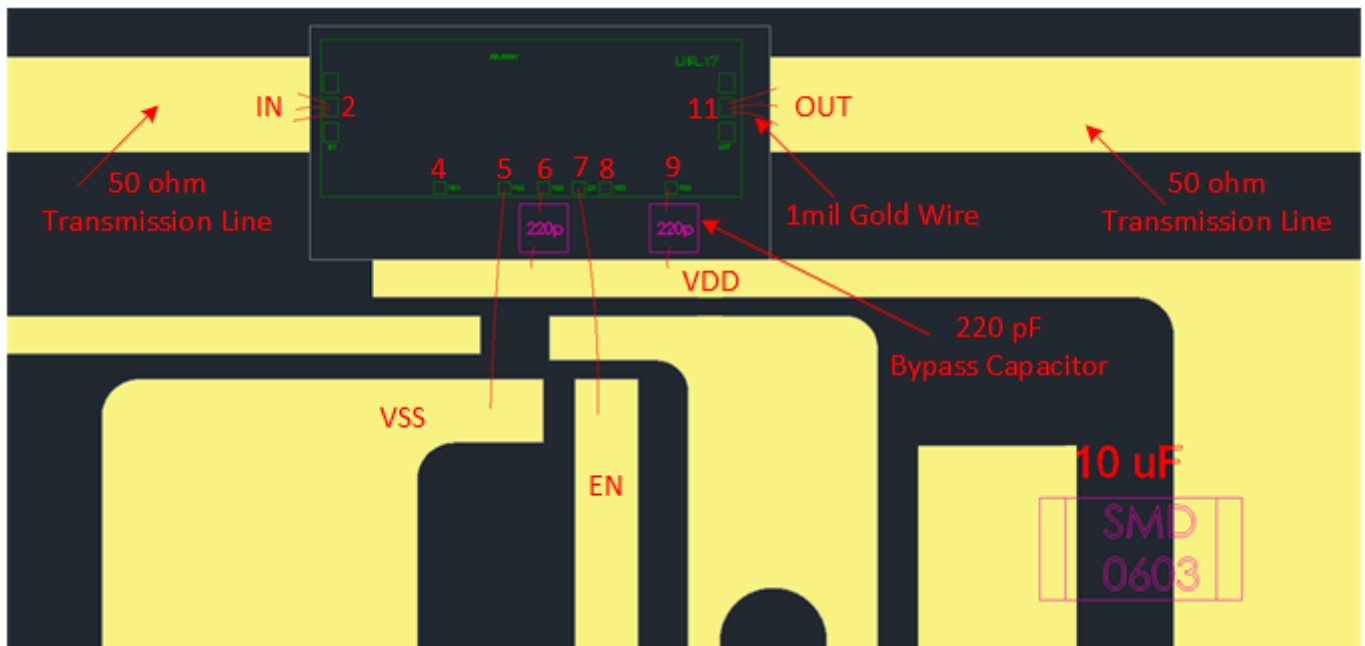 IN
2
11
OUT
50 ohm
Transmission Line
4
5
6
7
8
9
1mil Gold Wire
50 ohm
Transmission Line
220p
220p
VDD
220 pF
Bypass Capacitor
VSS
EN
10 uF
SMD
0603